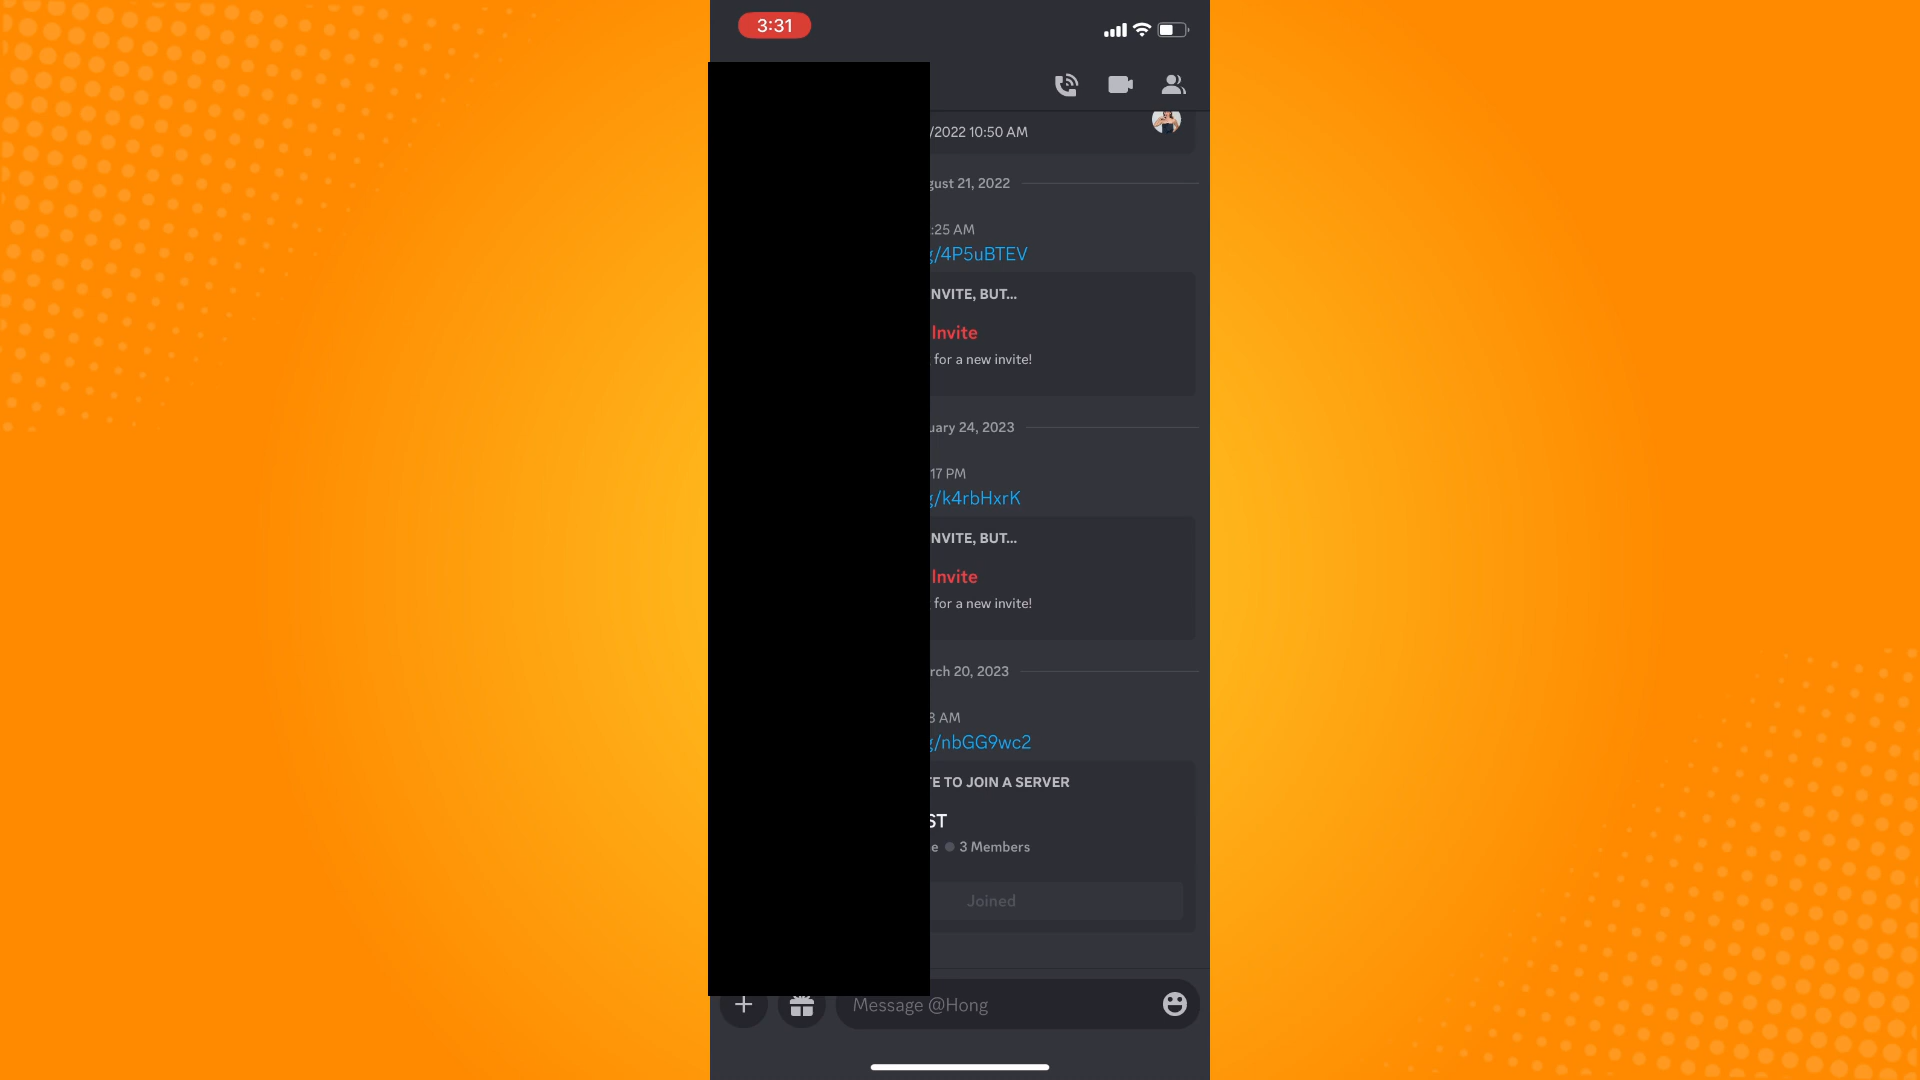 3:31
/2022 10:50 AM
gust 21, 2022
:25 AM
g/4P5uBTEV
NVITE, BUT...
Invite
for a new invite!
uary 24, 2023
17 PM
g/k4rbHxrK
NVITE, BUT...
Invite
for a new invite!
rch 20, 2023
8 AM
g/nbGG9wc2
TE TO JOIN A SERVER
ST
e 3 Members
Joined
Message @Hong